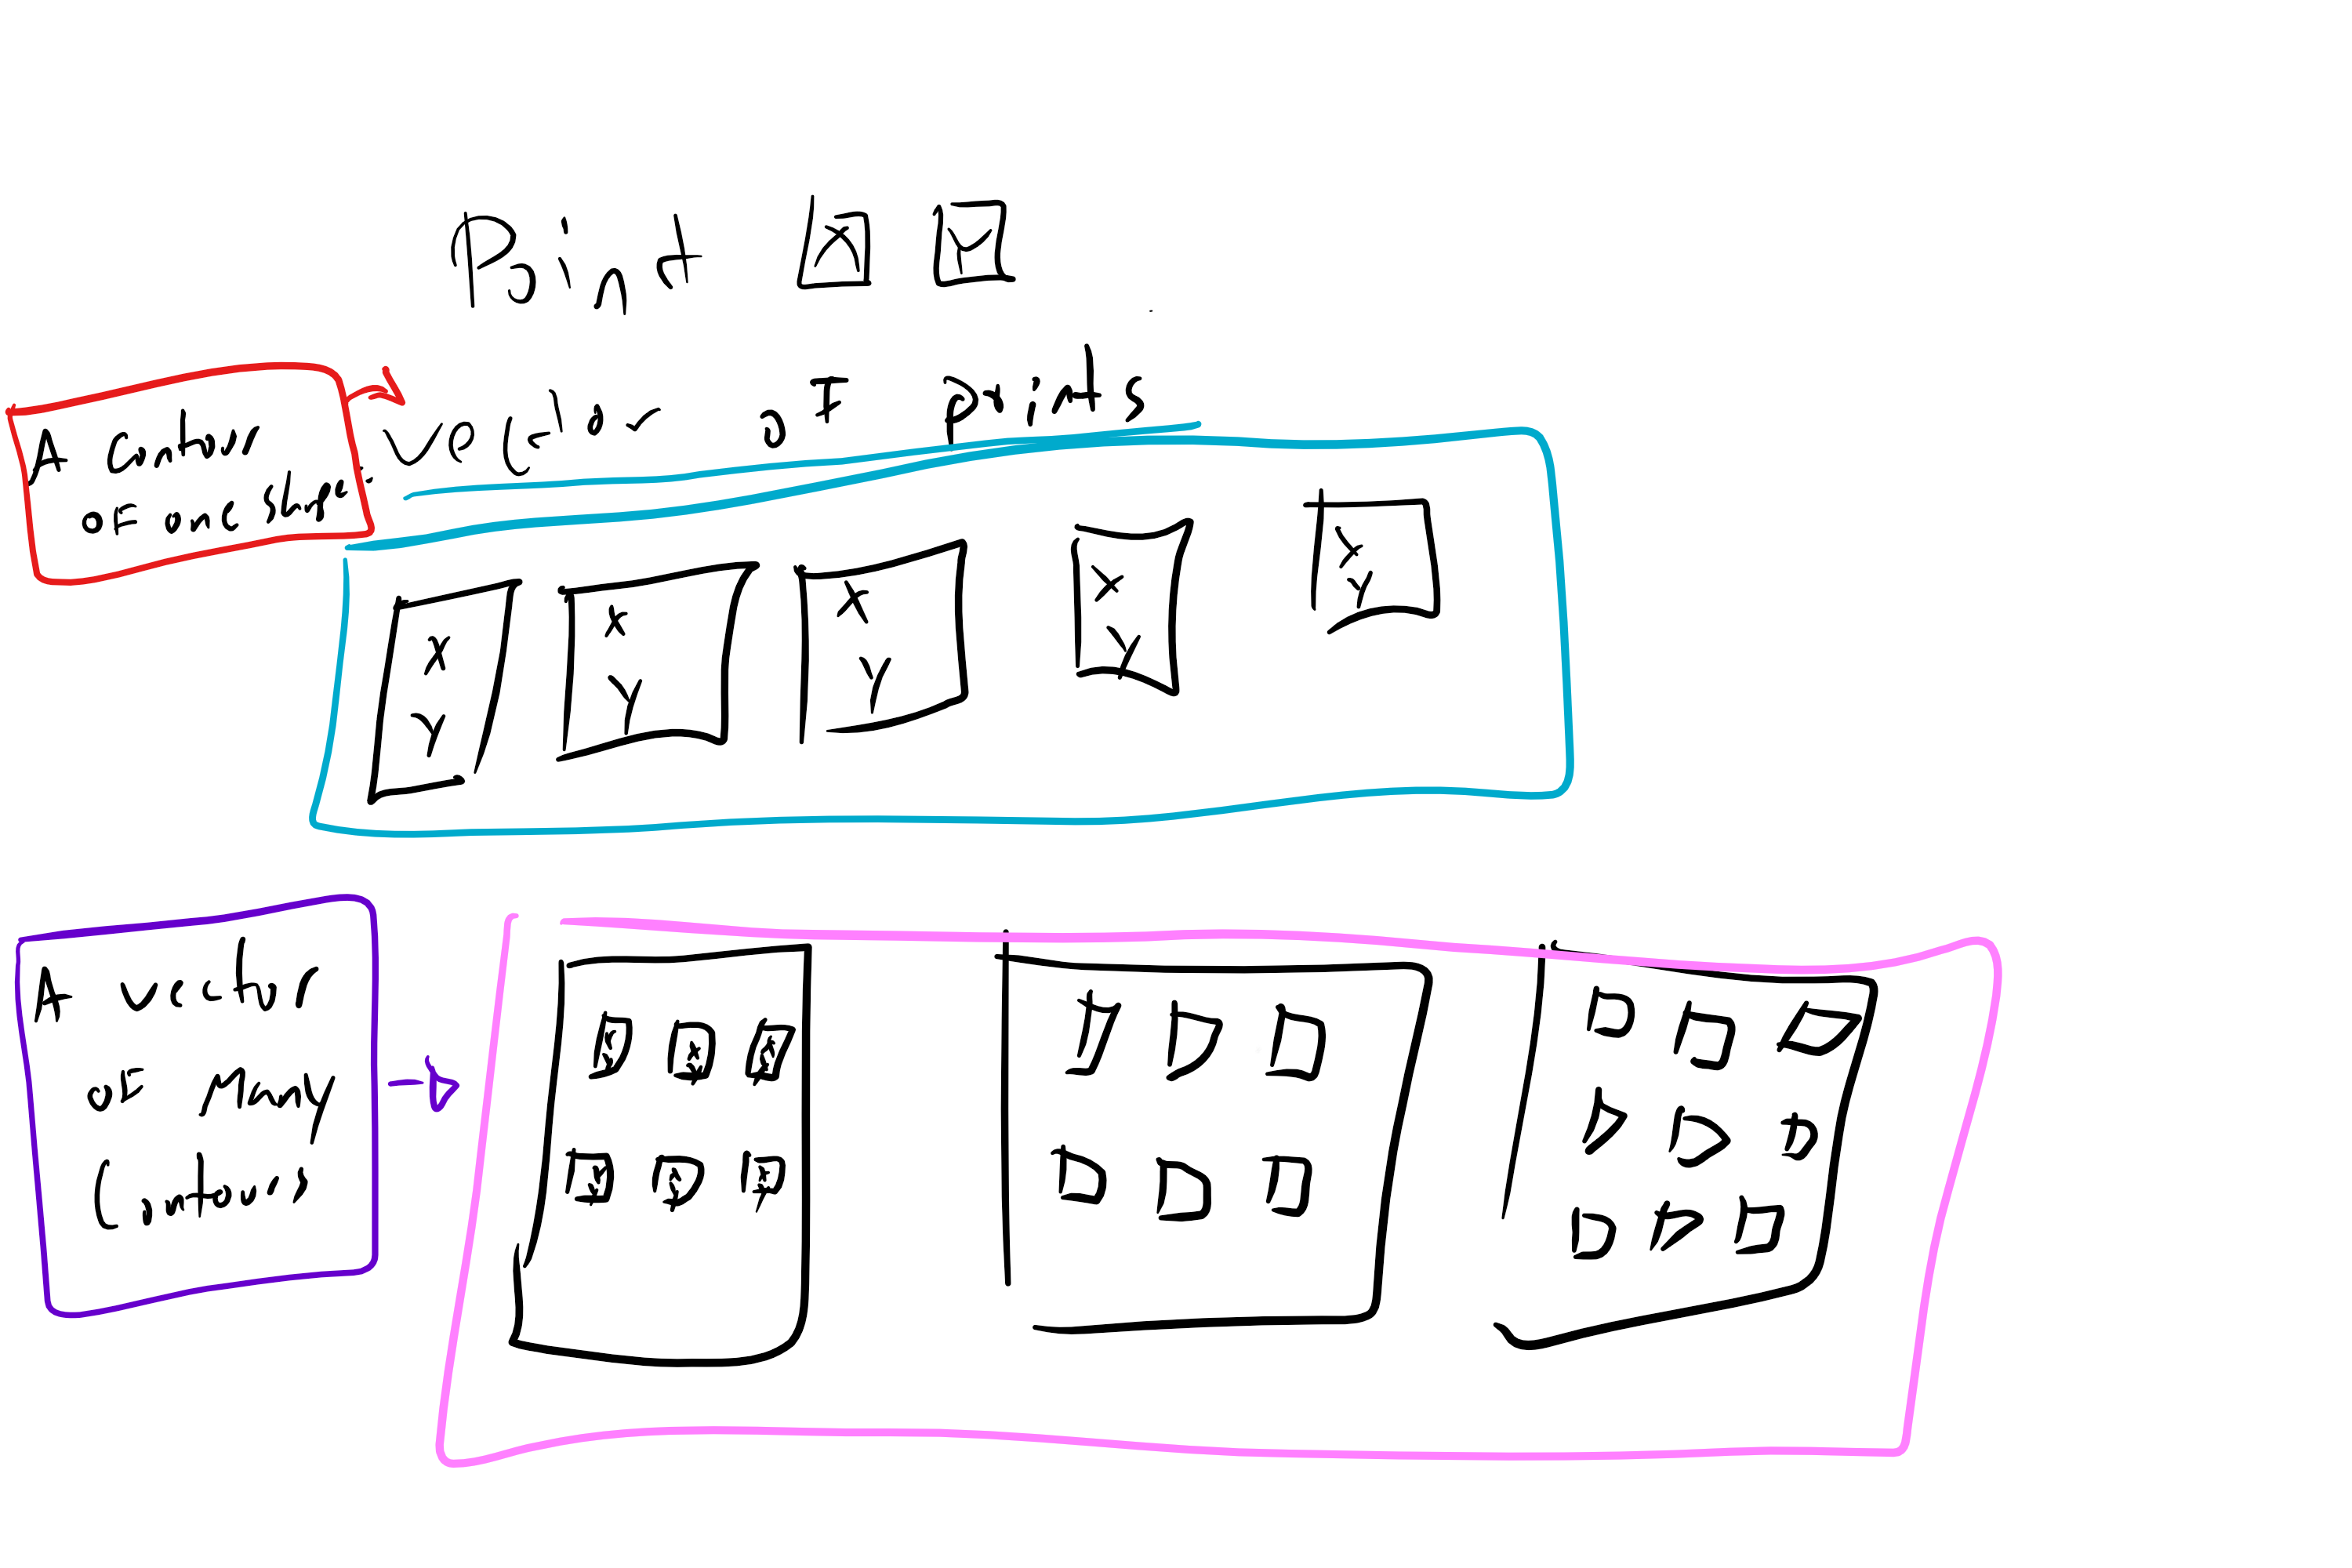 Point X Y
Vector of points
A contour
of one shape.
X X X X X
Y Y Y Y Y
A vector
of many
Contours
X X X
Y Y Y
X X X
Y Y Y